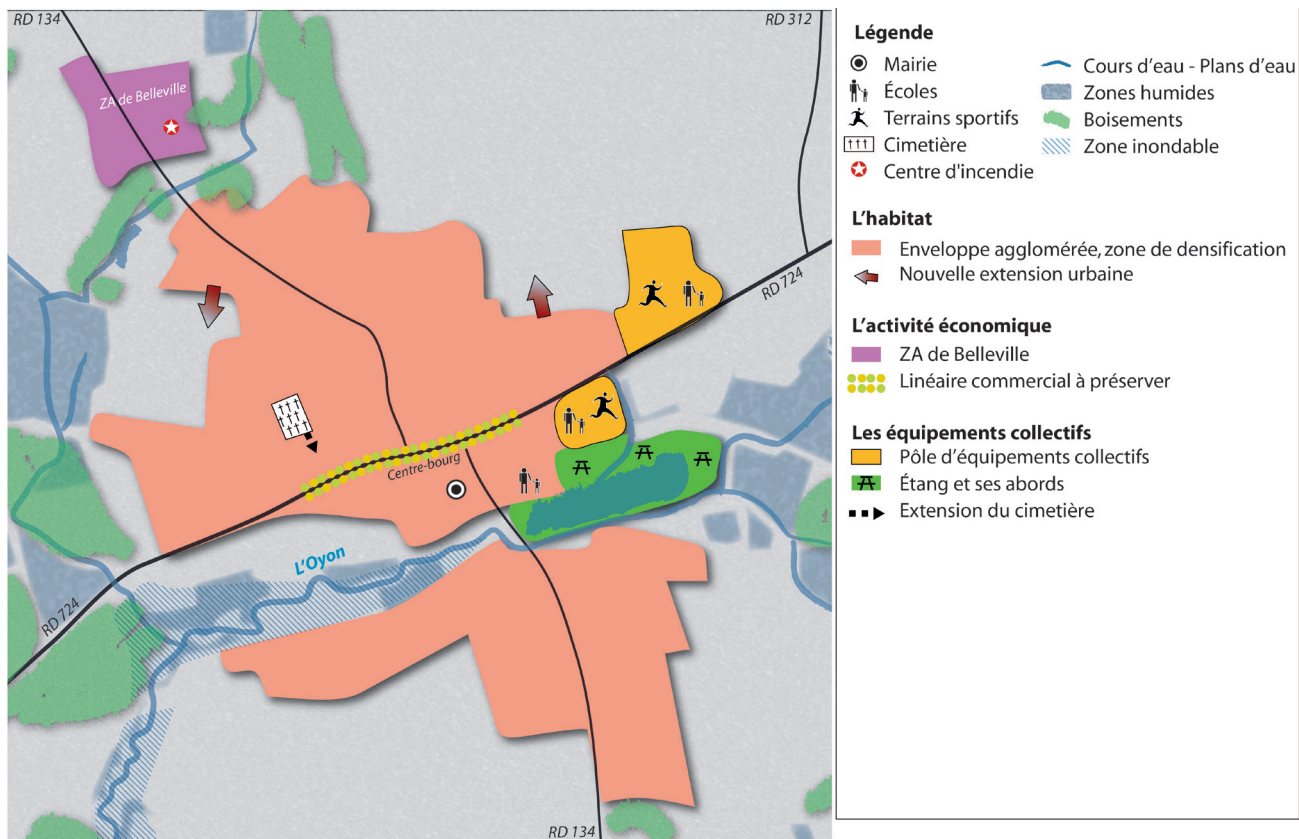 RD 134
RD 312
ZA de Belleville
RD 724
Centre-bourg
L'Oyon
RD 724
RD 134
Légende
Mairie
Écoles
Terrains sportifs
Cimetière
Centre d'incendie
Cours d'eau - Plans d'eau
Zones humides
Boisements
Zone inondable
L'habitat
Enveloppe agglomérée, zone de densification
Nouvelle extension urbaine
L'activité économique
ZA de Belleville
Linéaire commercial à préserver
Les équipements collectifs
Pôle d'équipements collectifs
Étang et ses abords
Extension du cimetière